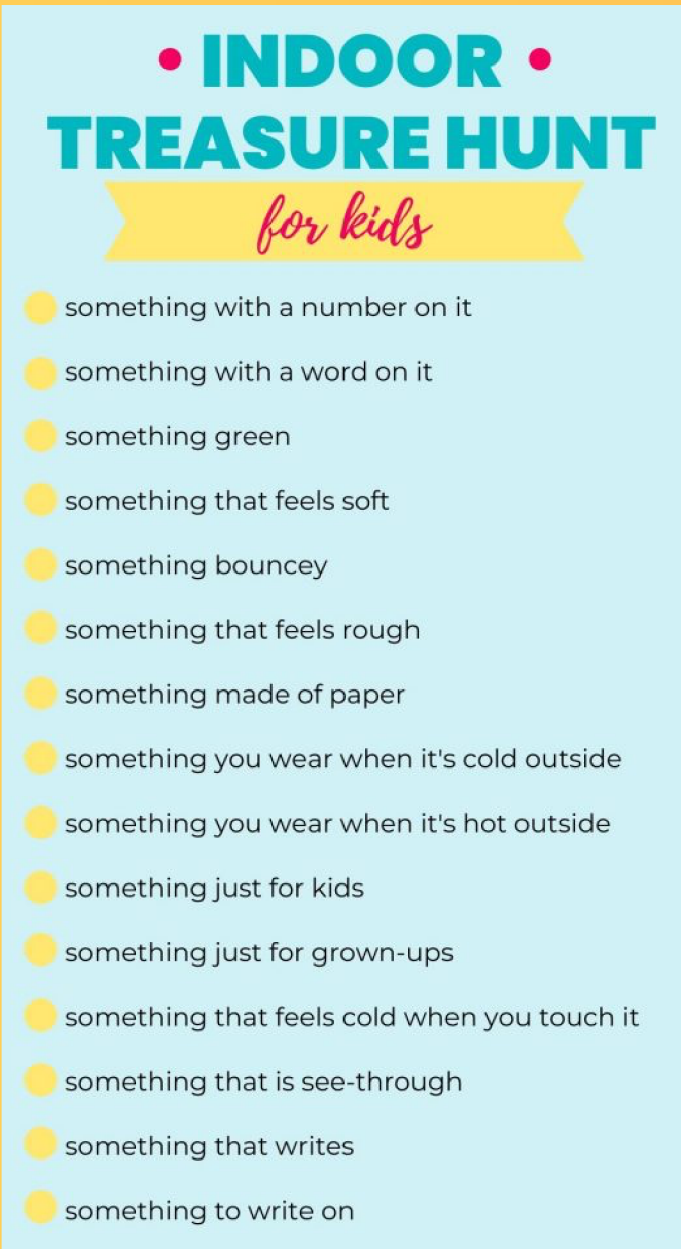 • INDOOR •
TREASURE HUNT
for kids
something with a number on it
something with a word on it
something green
something that feels soft
something bouncey
something that feels rough
something made of paper
something you wear when it's cold outside
something you wear when it's hot outside
something just for kids
something just for grown-ups
something that feels cold when you touch it
something that is see-through
something that writes
something to write on